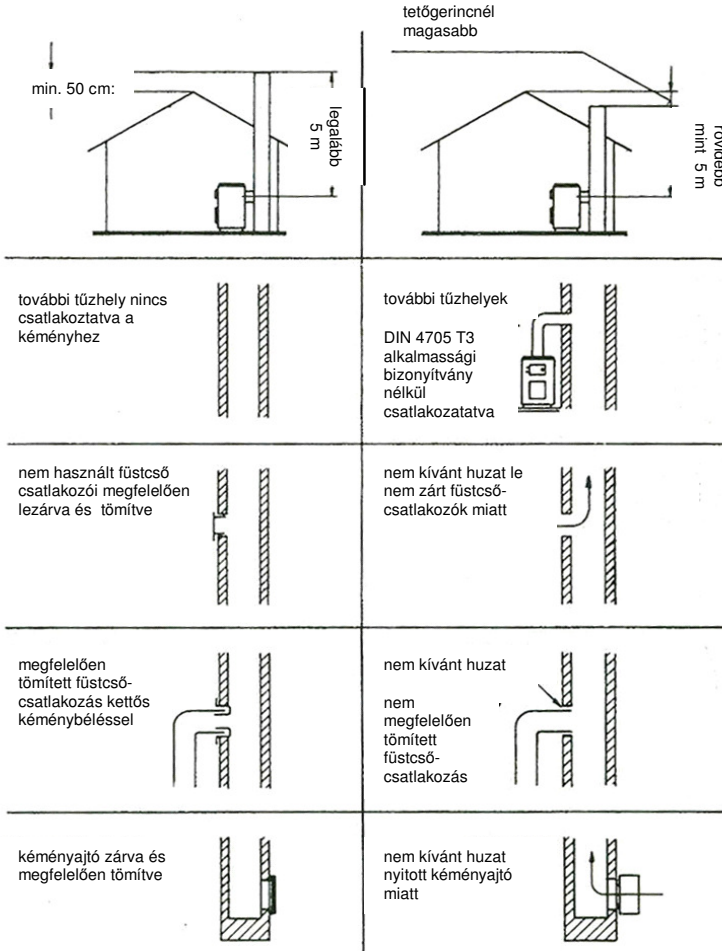 min. 50 cm:
legalább
5 m
tetőgerincnél
magasabb
rövidebb
mint 5 m
további tűzhely nincs
csatlakoztatva a
kéményhez
további tűzhelyek
DIN 4705 T3
alkalmassági
bizonyítvány
nélkül
csatlakozatatva
nem használt füstcső
csatlakozói megfelelően
lezárva és tömítve
nem kívánt huzat le
nem zárt füstcső-
csatlakozók miatt
megfelelően
tömített füstcső-
csatlakozás kettős
kéménybéléssel
nem kívánt huzat
nem
megfelelően
tömített
füstcső-
csatlakozás
kéményajtó zárva és
megfelelően tömítve
nem kívánt huzat
nyitott kéményajtó
miatt